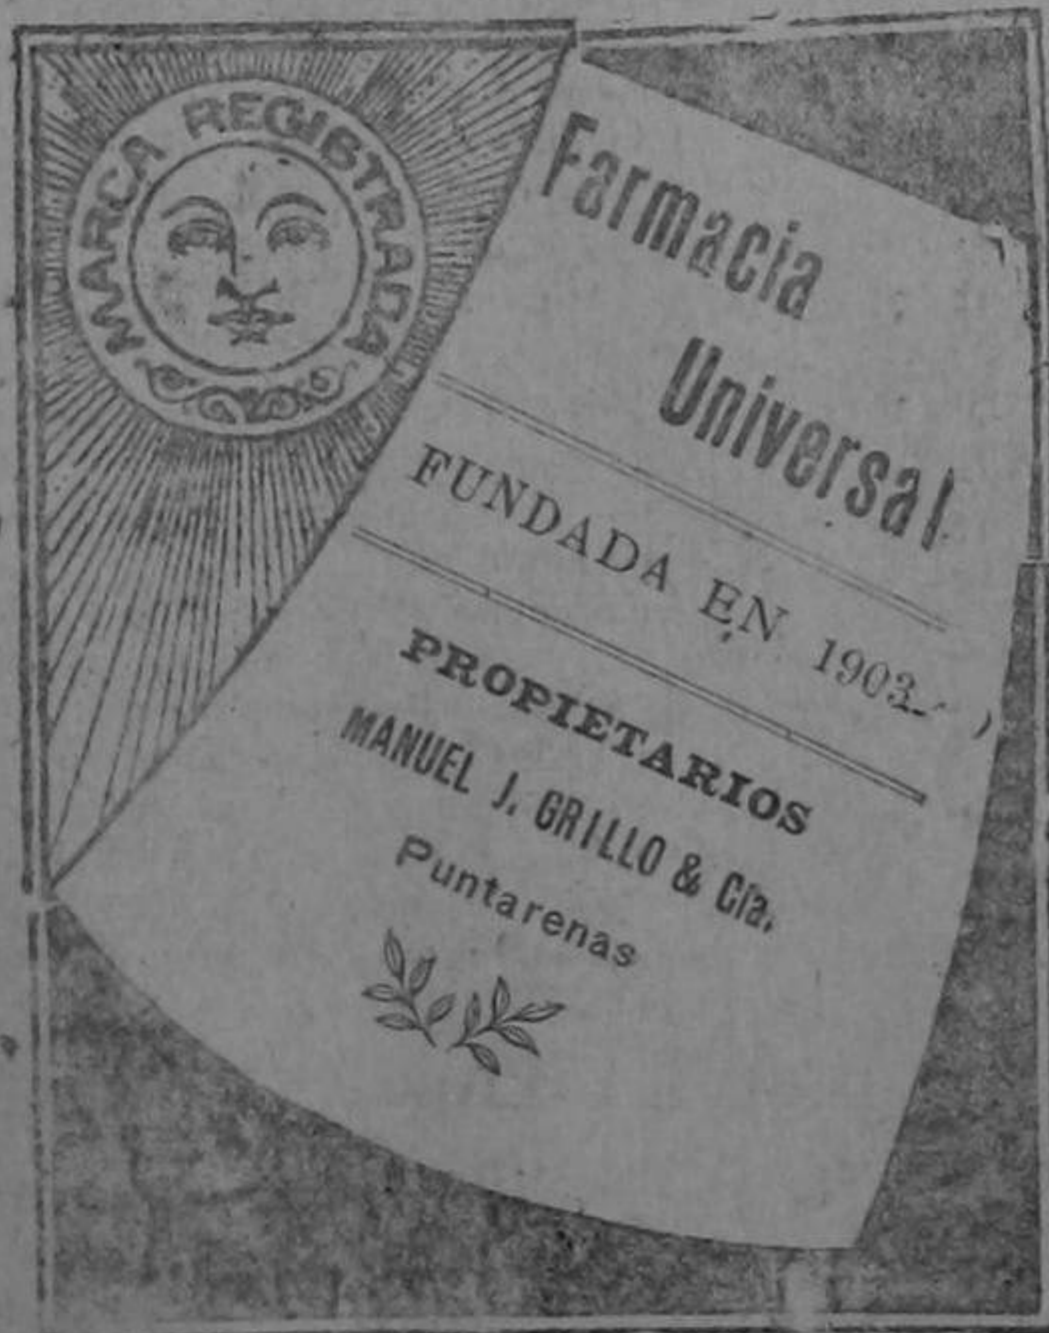 MARCA REGISTRADA
Farmacia
Universal
FUNDADA EN 1903
PROPIETARIOS
MANUEL J. GRILLO & Cía.
Puntarenas